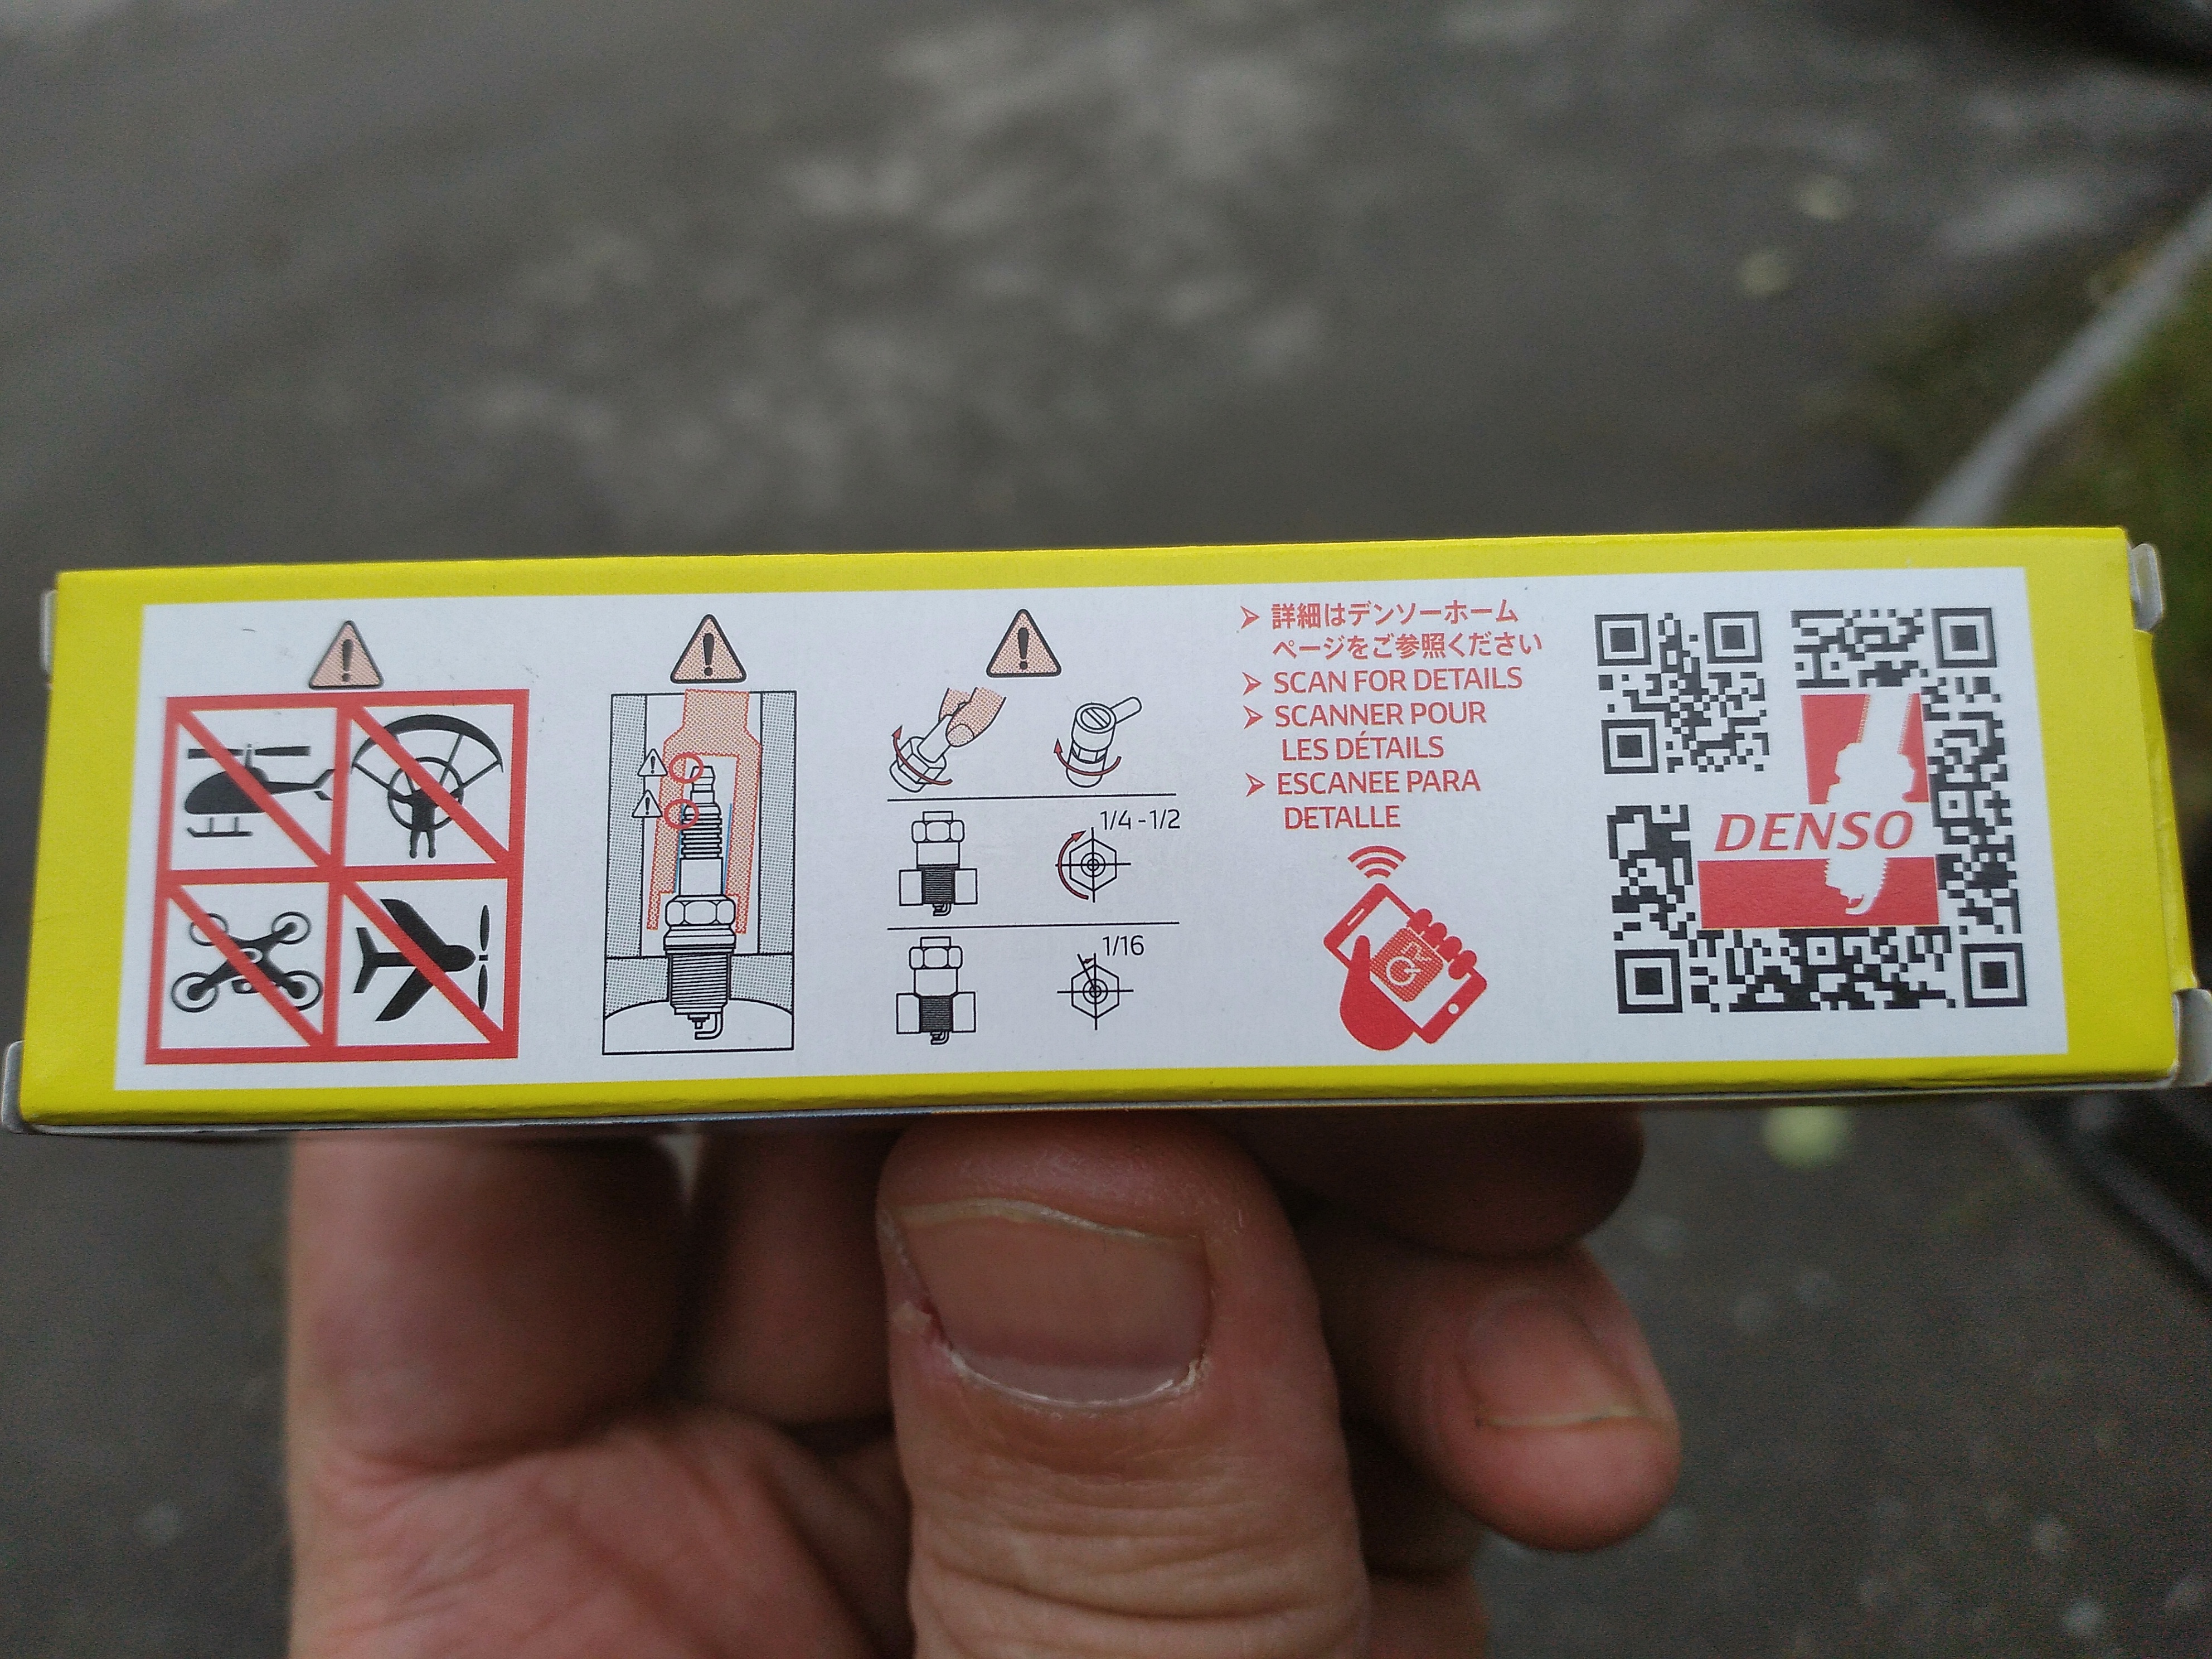 1/4 - 1/2
1/16
詳細はデンソーホーム
ページをご参照ください
SCAN FOR DETAILS
SCANNER POUR
LES DÉTAILS
ESCANEE PARA
DETALLE
DENSO